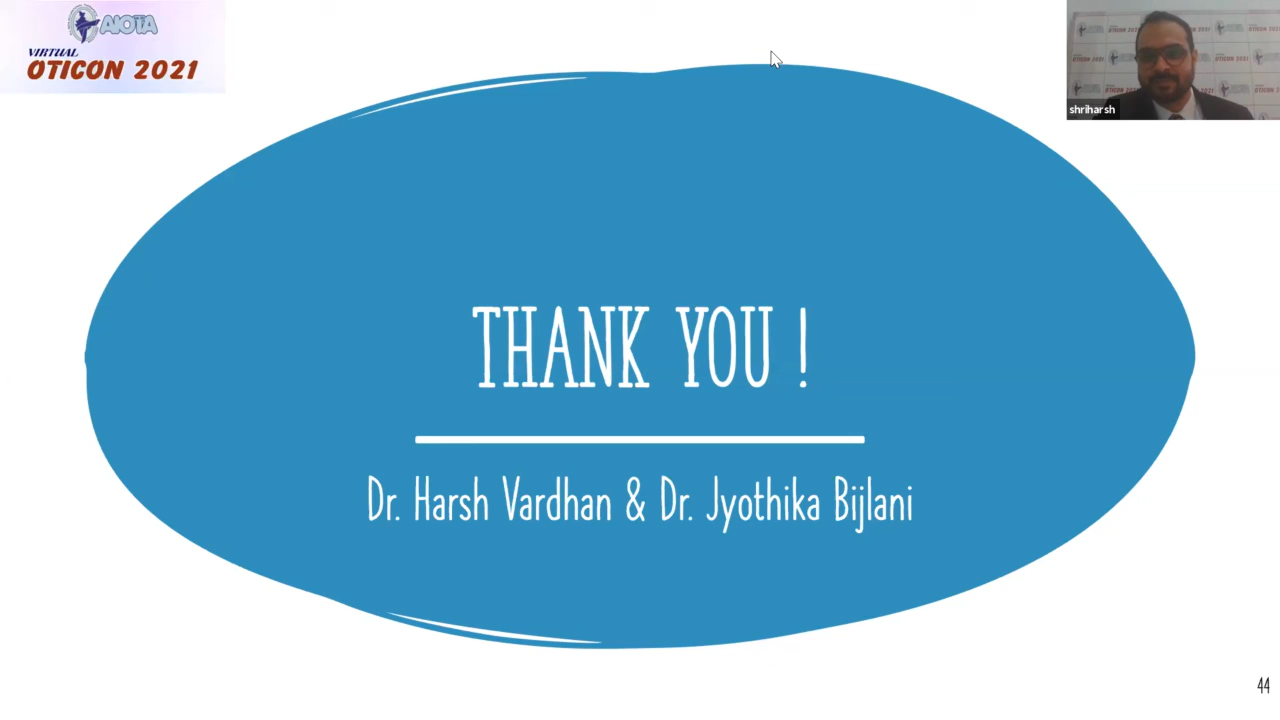 AIOTA
VIRTUAL
OTICON 2021
shriharsh
THANK YOU !
Dr. Harsh Vardhan & Dr. Jyothika Bijlani
44